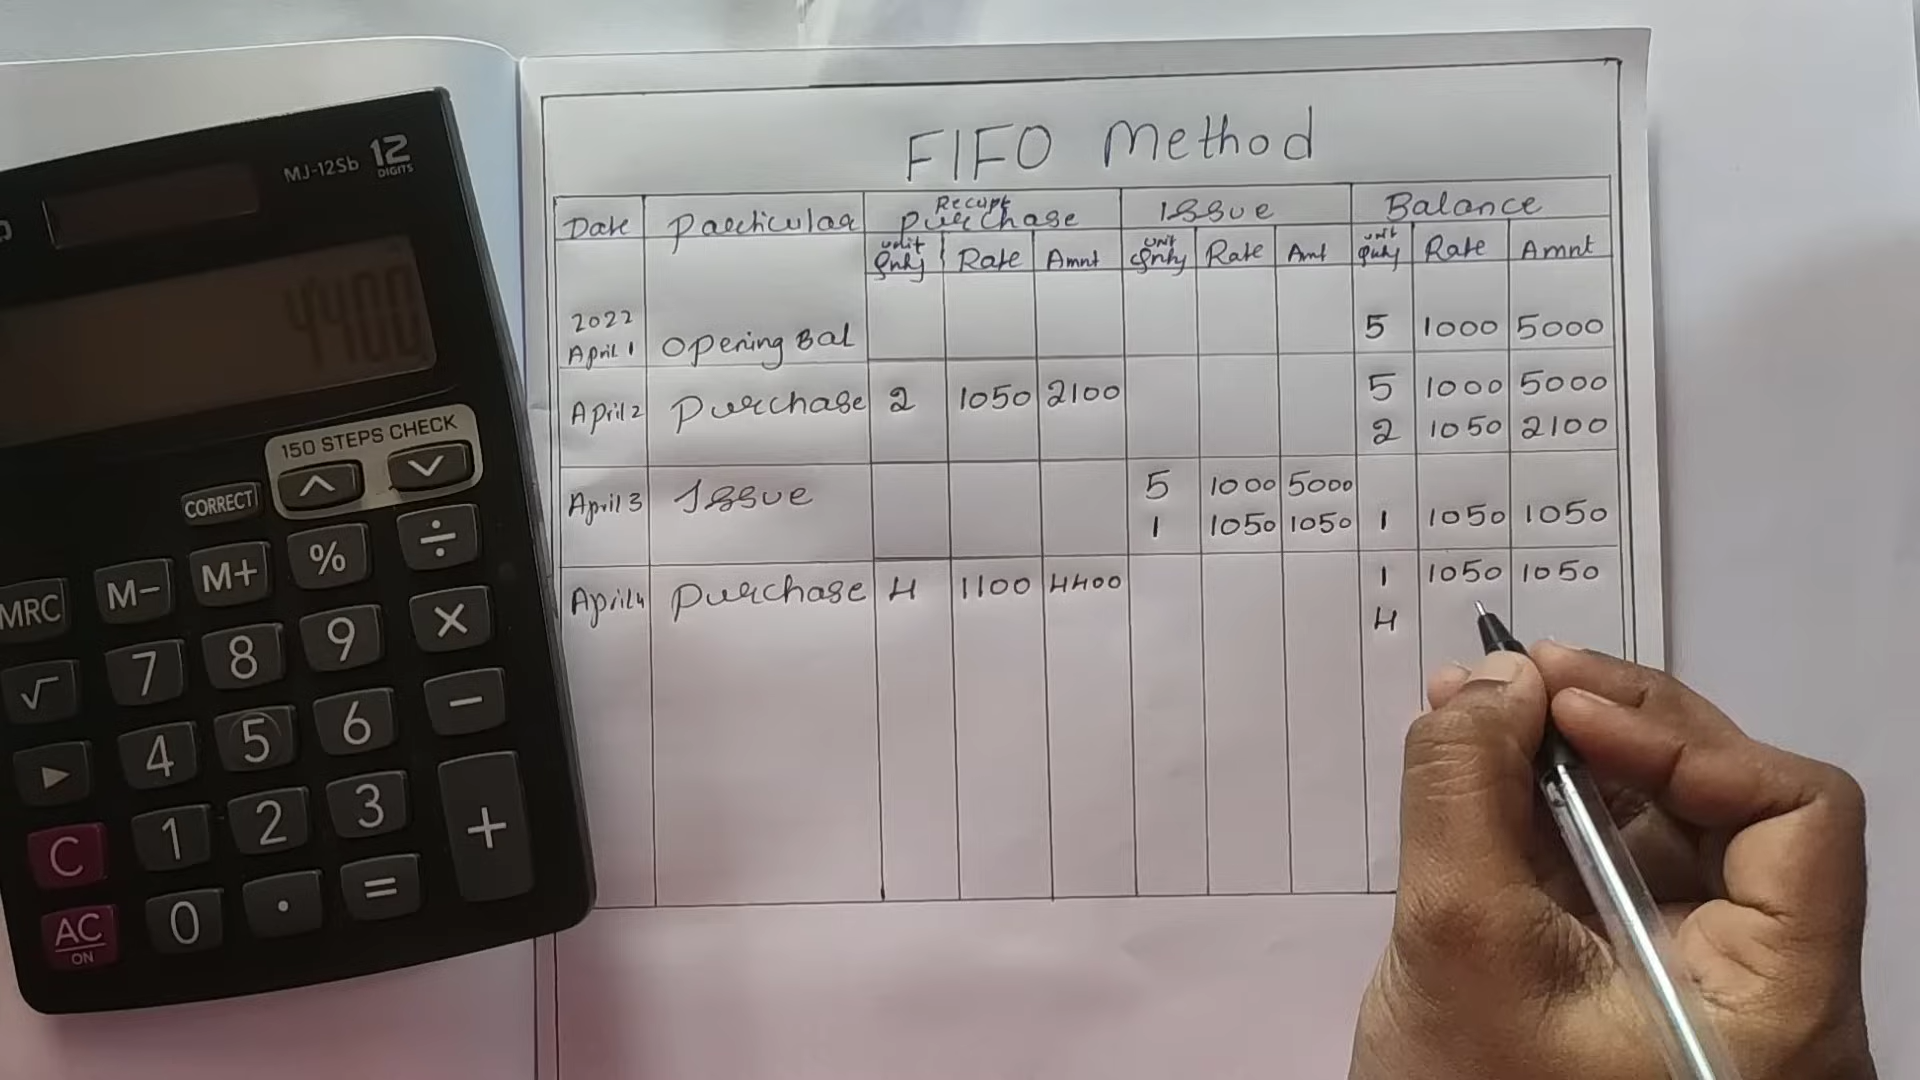 MJ-12Sb 12 DIGITS
4400
150 STEPS CHECK
CORRECT
MRC M- M+ % ÷
√ 7 8 9 ×
4 5 6 −
C 1 2 3 +
AC ON 0 . =
FIFO Method
Date Particular Receipt Purchase Issue Balance
Unit Qnty Rate Amnt Unit Qnty Rate Amt Unit Qnty Rate Amnt
2022
April 1 Opening Bal 5 1000 5000
April 2 Purchase 2 1050 2100 5 1000 5000
2 1050 2100
April 3 Issue 5 1000 5000
1 1050 1050 1 1050 1050
April 4 Purchase 4 1100 4400 1 1050 1050
4